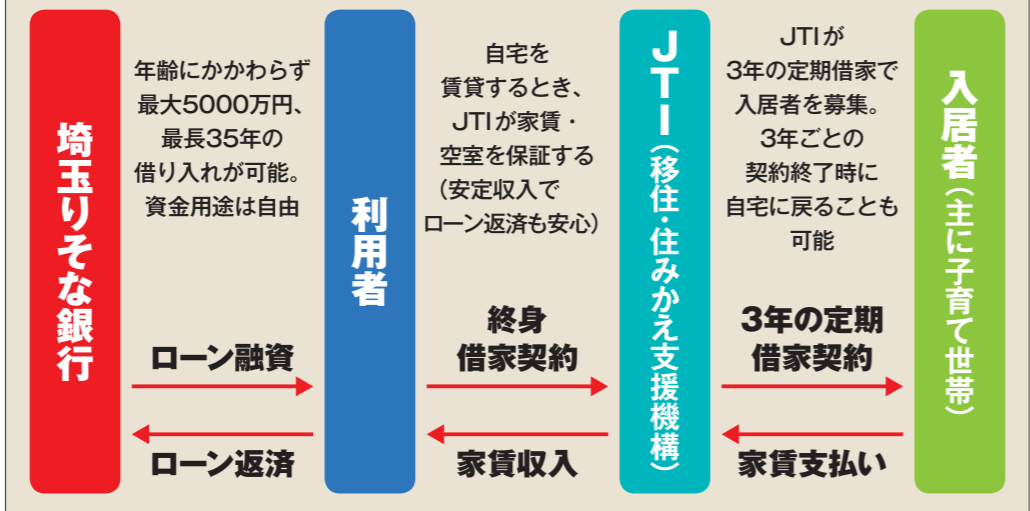 埼玉りそな銀行
年齢にかかわらず
最大5000万円、
最長35年の
借り入れが可能。
資金用途は自由
ローン融資
ローン返済
利用者
自宅を
賃貸するとき、
JTIが家賃・
空室を保証する
(安定収入で
ローン返済も安心)
終身
借家契約
家賃収入
JTI(移住・住みかえ支援機構)
JTIが
3年の定期借家で
入居者を募集。
3年ごとの
契約終了時に
自宅に戻ることも
可能
3年の定期
借家契約
家賃支払い
入居者(主に子育て世帯)